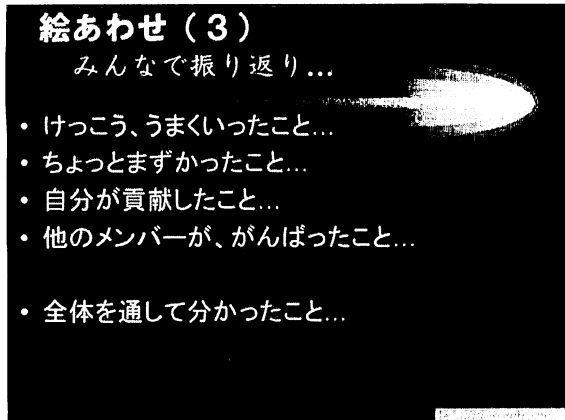 絵あわせ(3)
みんなで振り返り...
• けっこう、うまくいったこと...
• ちょっとまずかったこと...
• 自分が貢献したこと...
• 他のメンバーが、がんばったこと...
• 全体を通して分かったこと...